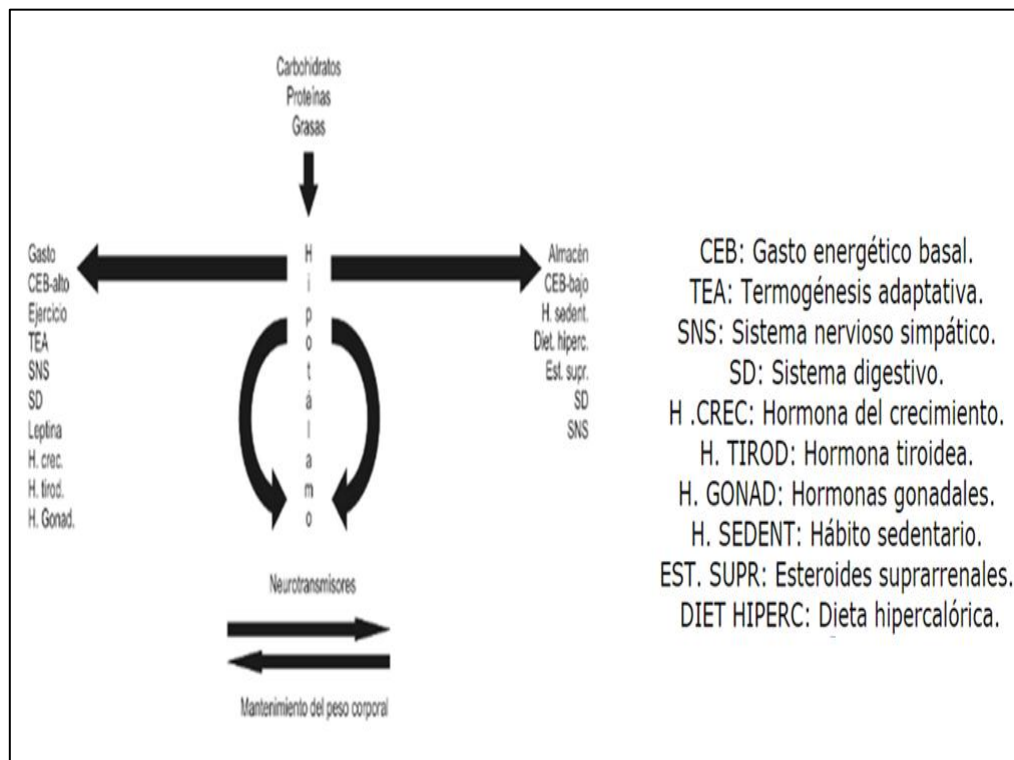 Carbohidratos
Proteínas
Grasas
Gasto
CEB-alto
Ejercicio
TEA
SNS
SD
Leptina
H. crec.
H. tirod.
H. Gonad.
Hipotálamo
Almacén
CEB-bajo
H. sedent.
Diet. hiperc.
Est. supr.
SD
SNS
Neurotransmisores
Mantenimiento del peso corporal
CEB: Gasto energético basal.
TEA: Termogénesis adaptativa.
SNS: Sistema nervioso simpático.
SD: Sistema digestivo.
H .CREC: Hormona del crecimiento.
H. TIROD: Hormona tiroidea.
H. GONAD: Hormonas gonadales.
H. SEDENT: Hábito sedentario.
EST. SUPR: Esteroides suprarrenales.
DIET HIPERC: Dieta hipercalórica.